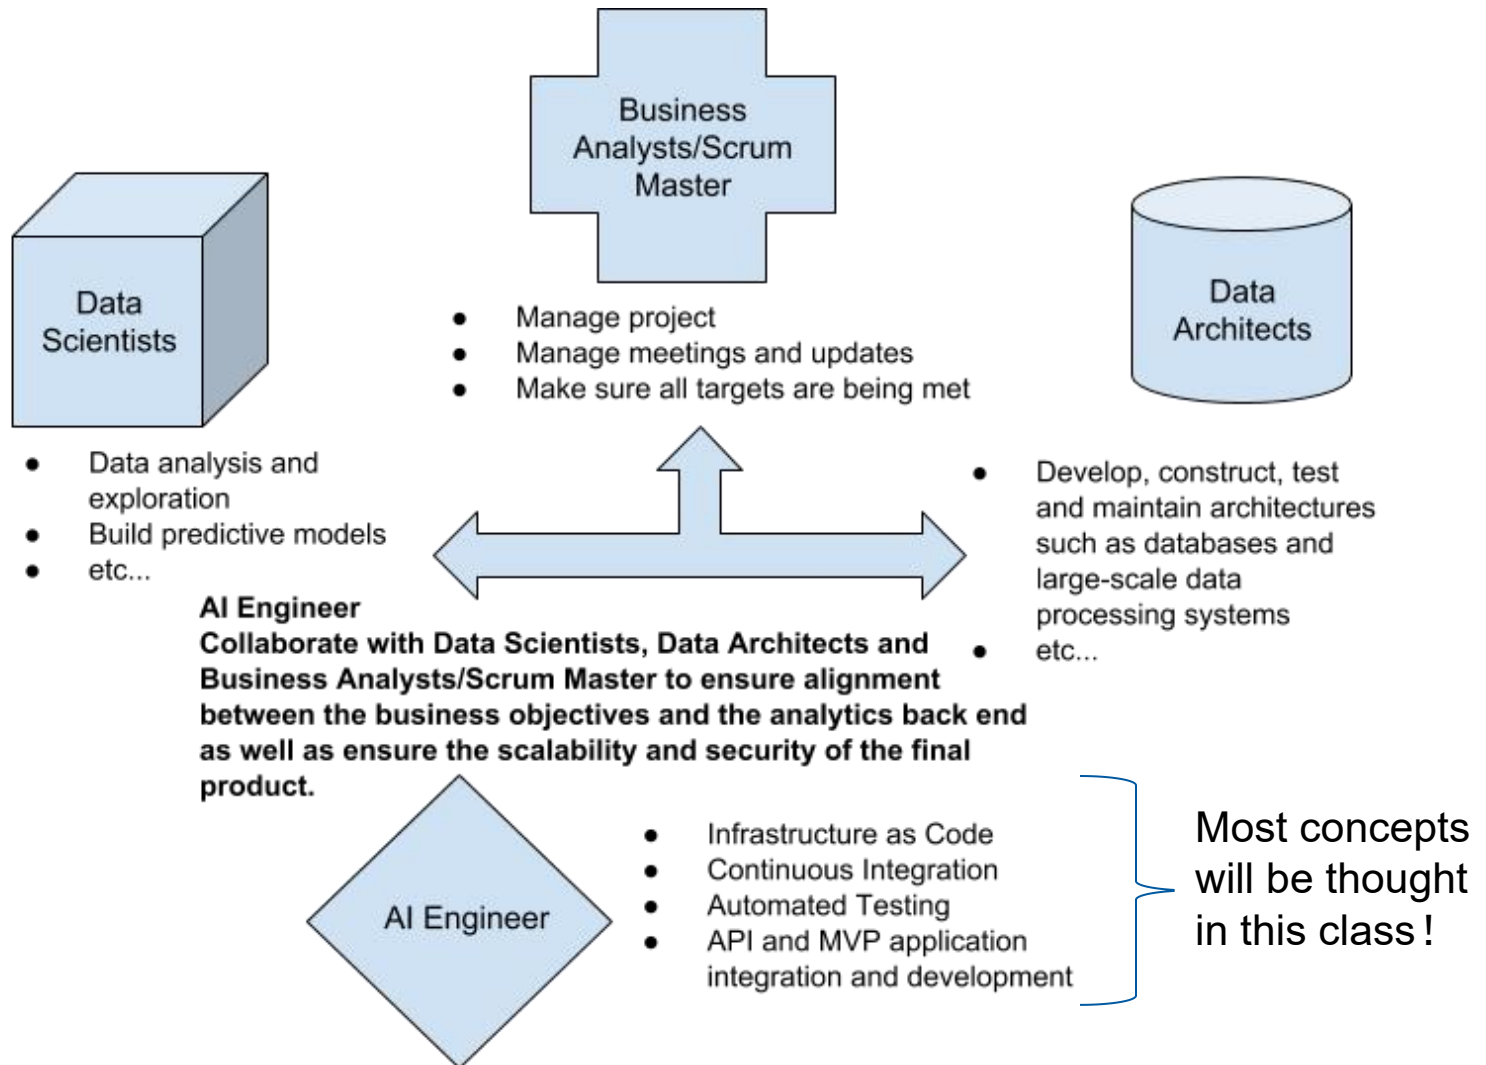 Business
Analysts/Scrum
Master
Data
Scientists
Data
Architects
● Manage project
● Manage meetings and updates
● Make sure all targets are being met
● Data analysis and
exploration
● Build predictive models
● etc...
● Develop, construct, test
and maintain architectures
such as databases and
large-scale data
processing systems
● etc...
AI Engineer
Collaborate with Data Scientists, Data Architects and
Business Analysts/Scrum Master to ensure alignment
between the business objectives and the analytics back end
as well as ensure the scalability and security of the final
product.
AI Engineer
● Infrastructure as Code
● Continuous Integration
● Automated Testing
● API and MVP application
integration and development
Most concepts
will be thought
in this class!